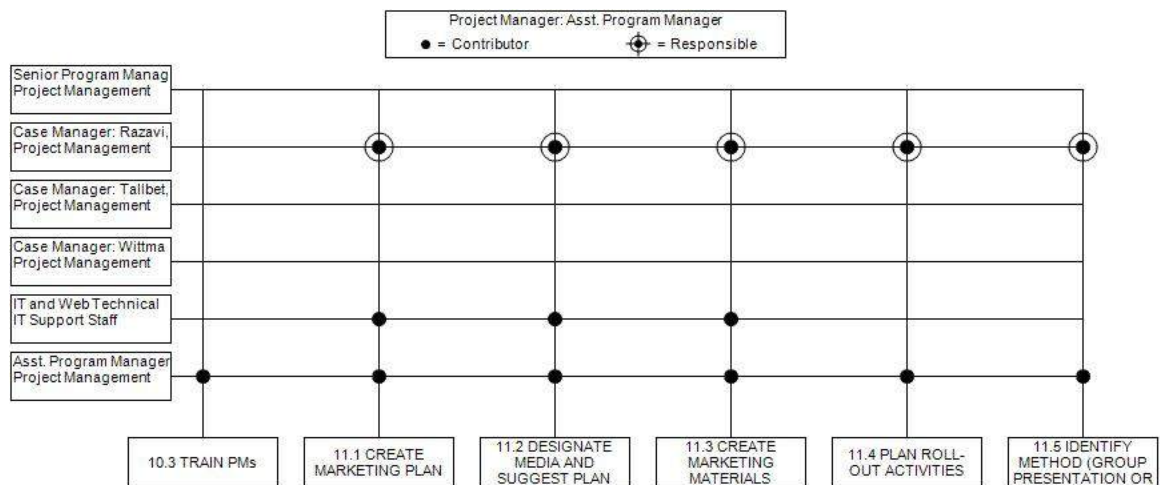 Project Manager: Asst. Program Manager
= Contributor = Responsible
Senior Program Manag
Project Management
Case Manager: Razavi,
Project Management
Case Manager: Tallbet,
Project Management
Case Manager: Wittma
Project Management
IT and Web Technical
IT Support Staff
Asst. Program Manager
Project Management
10.3 TRAIN PMs
11.1 CREATE
MARKETING PLAN
11.2 DESIGNATE
MEDIA AND
SUGGEST PLAN
11.3 CREATE
MARKETING
MATERIALS
11.4 PLAN ROLL-
OUT ACTIVITIES
11.5 IDENTIFY
METHOD (GROUP
PRESENTATION OR